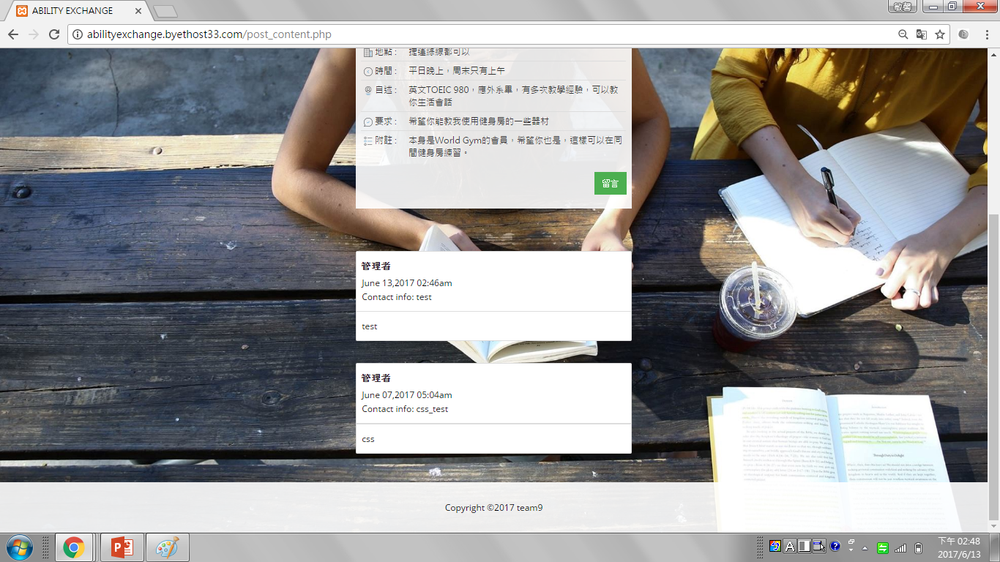 ABILITY EXCHANGE
敏馨
abilityexchange.byethost33.com/post_content.php
地點： 捷運綠線都可以
時間： 平日晚上，周末只有上午
自述： 英文TOEIC 980，應外系畢，有多次教學經驗，可以教
你生活會話
要求： 希望你能教我使用健身房的一些器材
附註： 本身是World Gym的會員，希望你也是，這樣可以在同
間健身房練習。
留言
管理者
June 13,2017 02:46am
Contact info: test
test
管理者
June 07,2017 05:04am
Contact info: css_test
css
Through Duty to Delight
Copyright ©2017 team9
下午 02:48
2017/6/13